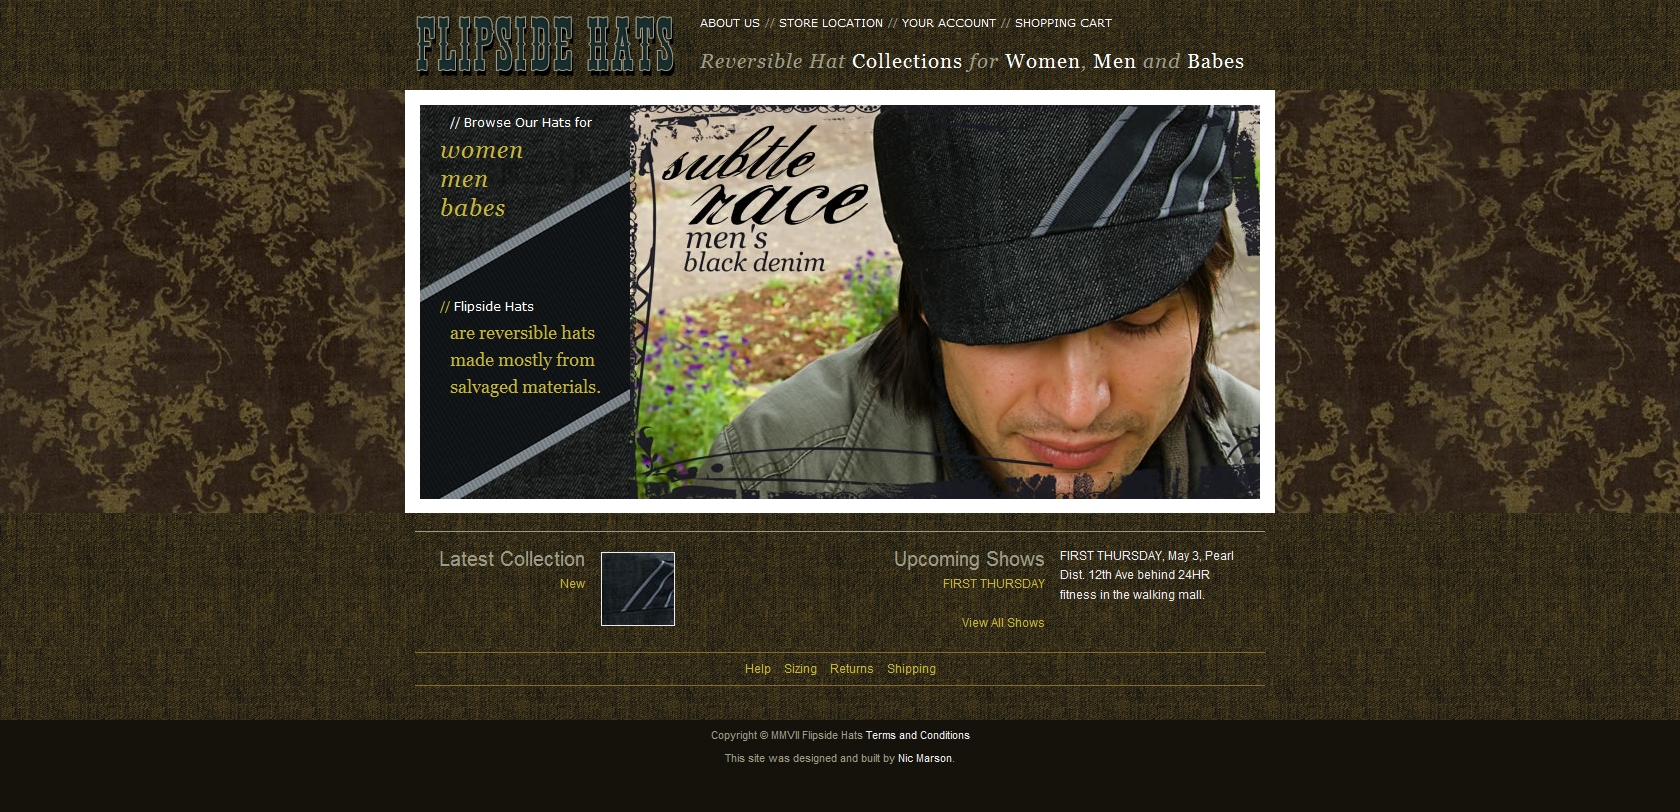 FLIPSIDE HATS
ABOUT US // STORE LOCATION // YOUR ACCOUNT // SHOPPING CART
Reversible Hat Collections for Women, Men and Babes
// Browse Our Hats for
women
men
babes
// Flipside Hats
are reversible hats
made mostly from
salvaged materials.
subtle
race
men's
black denim
Latest Collection
New
Upcoming Shows
FIRST THURSDAY
View All Shows
FIRST THURSDAY, May 3, Pearl
Dist. 12th Ave behind 24HR
fitness in the walking mall.
Help Sizing Returns Shipping
Copyright © MMVII Flipside Hats Terms and Conditions
This site was designed and built by Nic Marson.